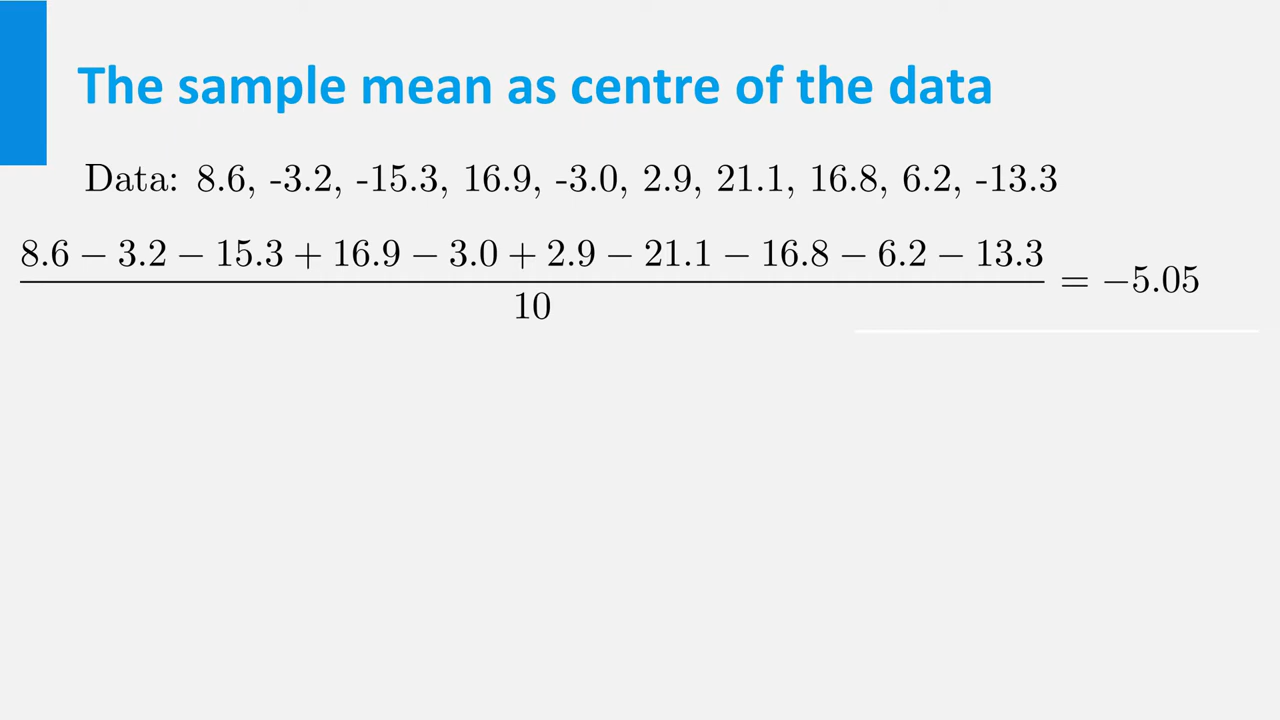 The sample mean as centre of the data
Data: 8.6, -3.2, -15.3, 16.9, -3.0, 2.9, 21.1, 16.8, 6.2, -13.3
8.6 − 3.2 − 15.3 + 16.9 − 3.0 + 2.9 − 21.1 − 16.8 − 6.2 − 13.3
10
= −5.05